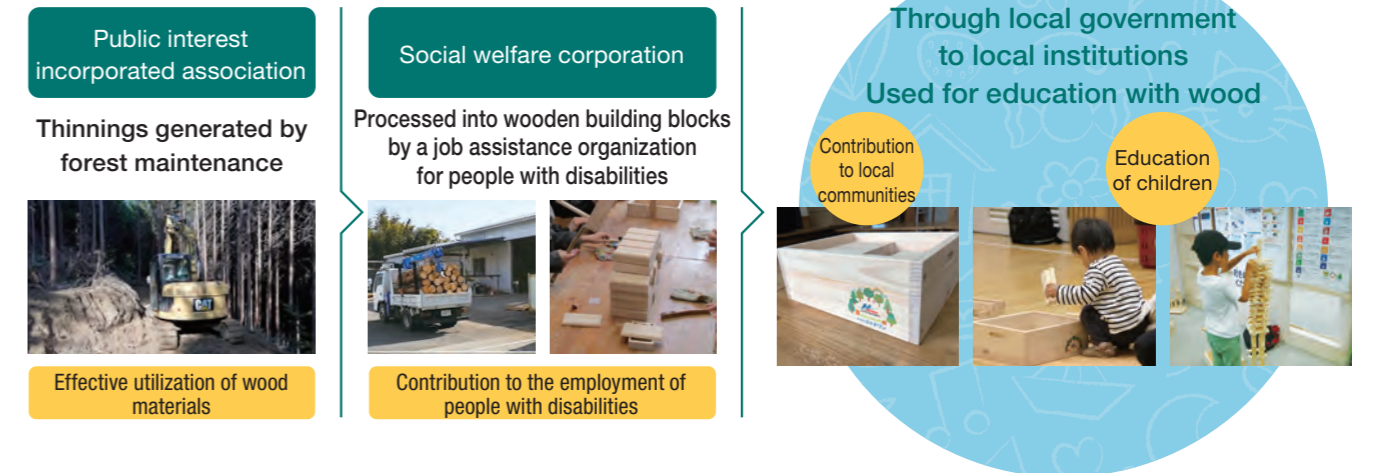 Public interest
incorporated association
Thinnings generated by
forest maintenance
CAT
Effective utilization of wood
materials
Social welfare corporation
Processed into wooden building blocks
by a job assistance organization
for people with disabilities
Contribution to the employment of
people with disabilities
Through local government
to local institutions
Used for education with wood
Contribution
to local
communities
Education
of children